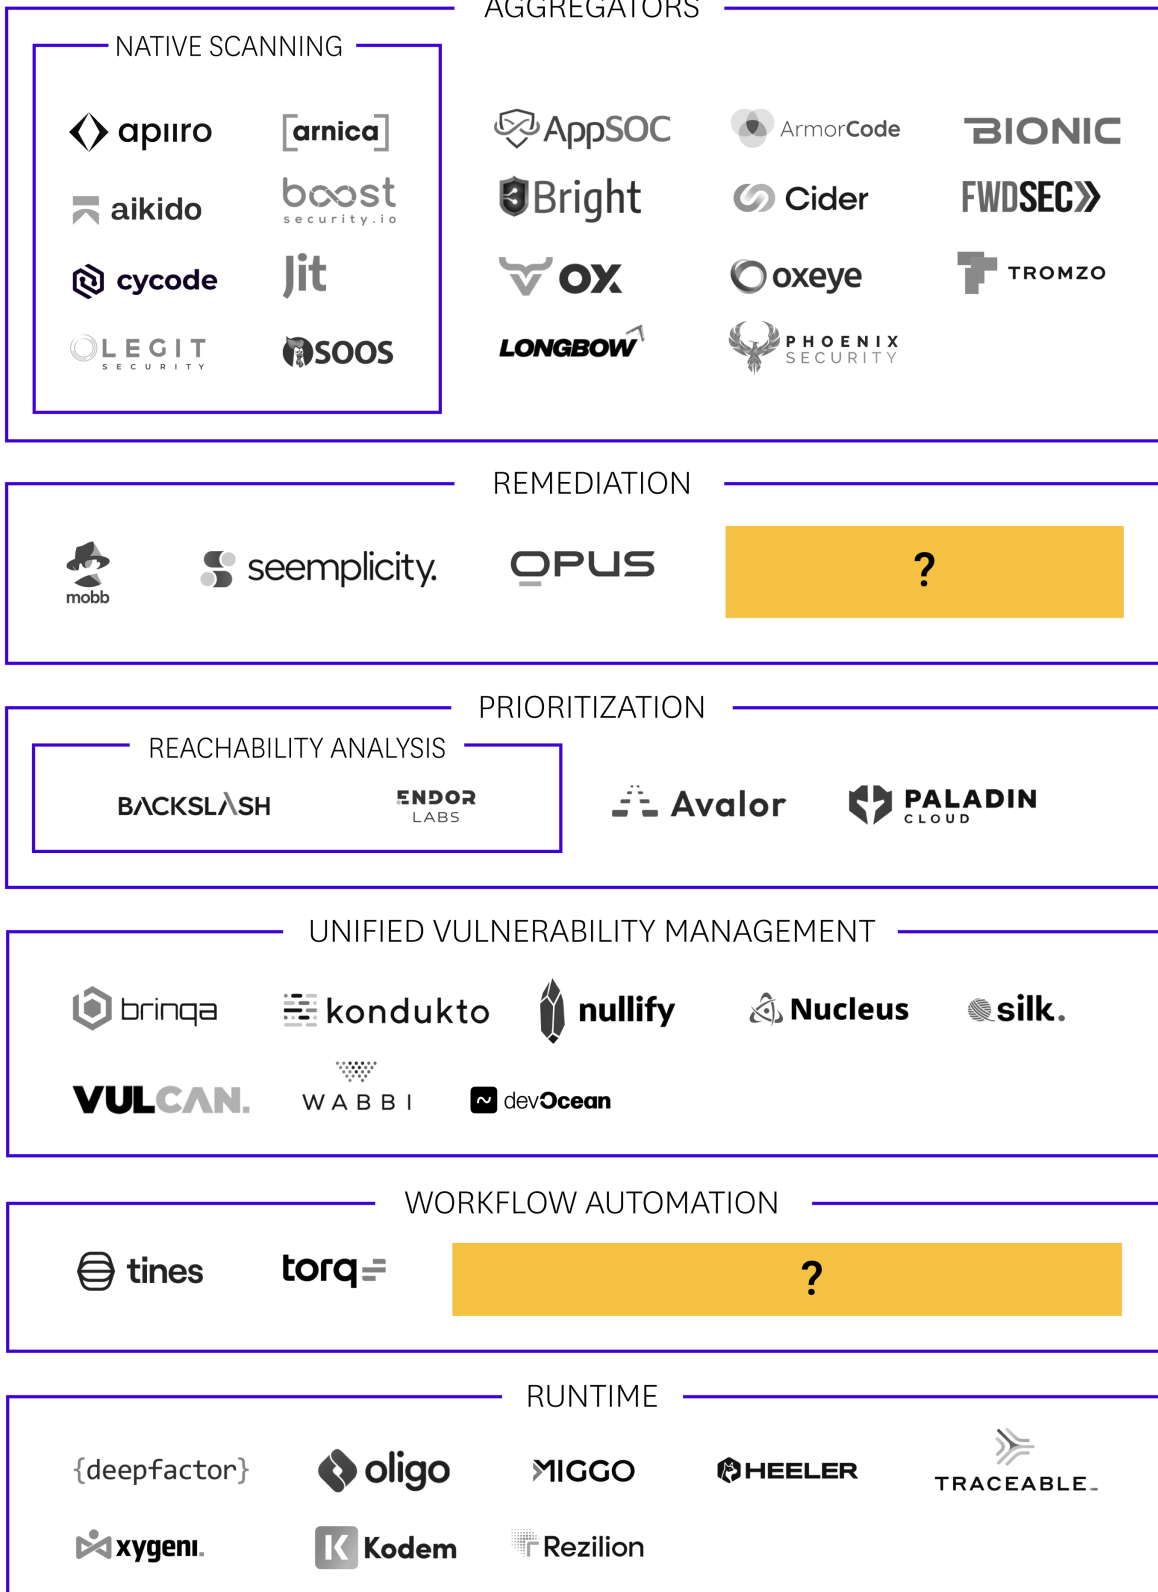 AGGREGATORS
NATIVE SCANNING
apiiro
[arnica]
AppSOC
ArmorCode
BIONIC
aikido
boost
security.io
Bright
Cider
FWDSEC
cycode
Jit
OX
oxeye
TROMZO
LEGIT
SECURITY
SOOS
LONGBOW
PHOENIX
SECURITY
REMEDIATION
mobb
seemplicity.
OPUS
?
PRIORITIZATION
REACHABILITY ANALYSIS
BACKSLASH
ENDOR
LABS
Avalor
PALADIN
CLOUD
UNIFIED VULNERABILITY MANAGEMENT
brinqa
kondukto
nullify
Nucleus
silk.
VULCAN.
WABBI
devOcean
WORKFLOW AUTOMATION
tines
torq
?
RUNTIME
{deepfactor}
oligo
MIGGO
HEELER
TRACEABLE
xygeni
K Kodem
Rezilion